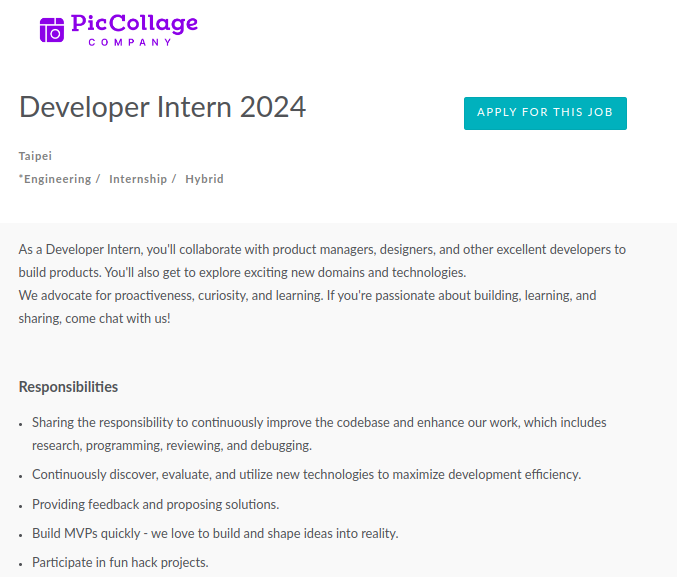 PicCollage
COMPANY
Developer Intern 2024
APPLY FOR THIS JOB
Taipei
*Engineering / Internship / Hybrid
As a Developer Intern, you'll collaborate with product managers, designers, and other excellent developers to
build products. You'll also get to explore exciting new domains and technologies.
We advocate for proactiveness, curiosity, and learning. If you're passionate about building, learning, and
sharing, come chat with us!
Responsibilities
• Sharing the responsibility to continuously improve the codebase and enhance our work, which includes
research, programming, reviewing, and debugging.
• Continuously discover, evaluate, and utilize new technologies to maximize development efficiency.
• Providing feedback and proposing solutions.
• Build MVPs quickly - we love to build and shape ideas into reality.
• Participate in fun hack projects.